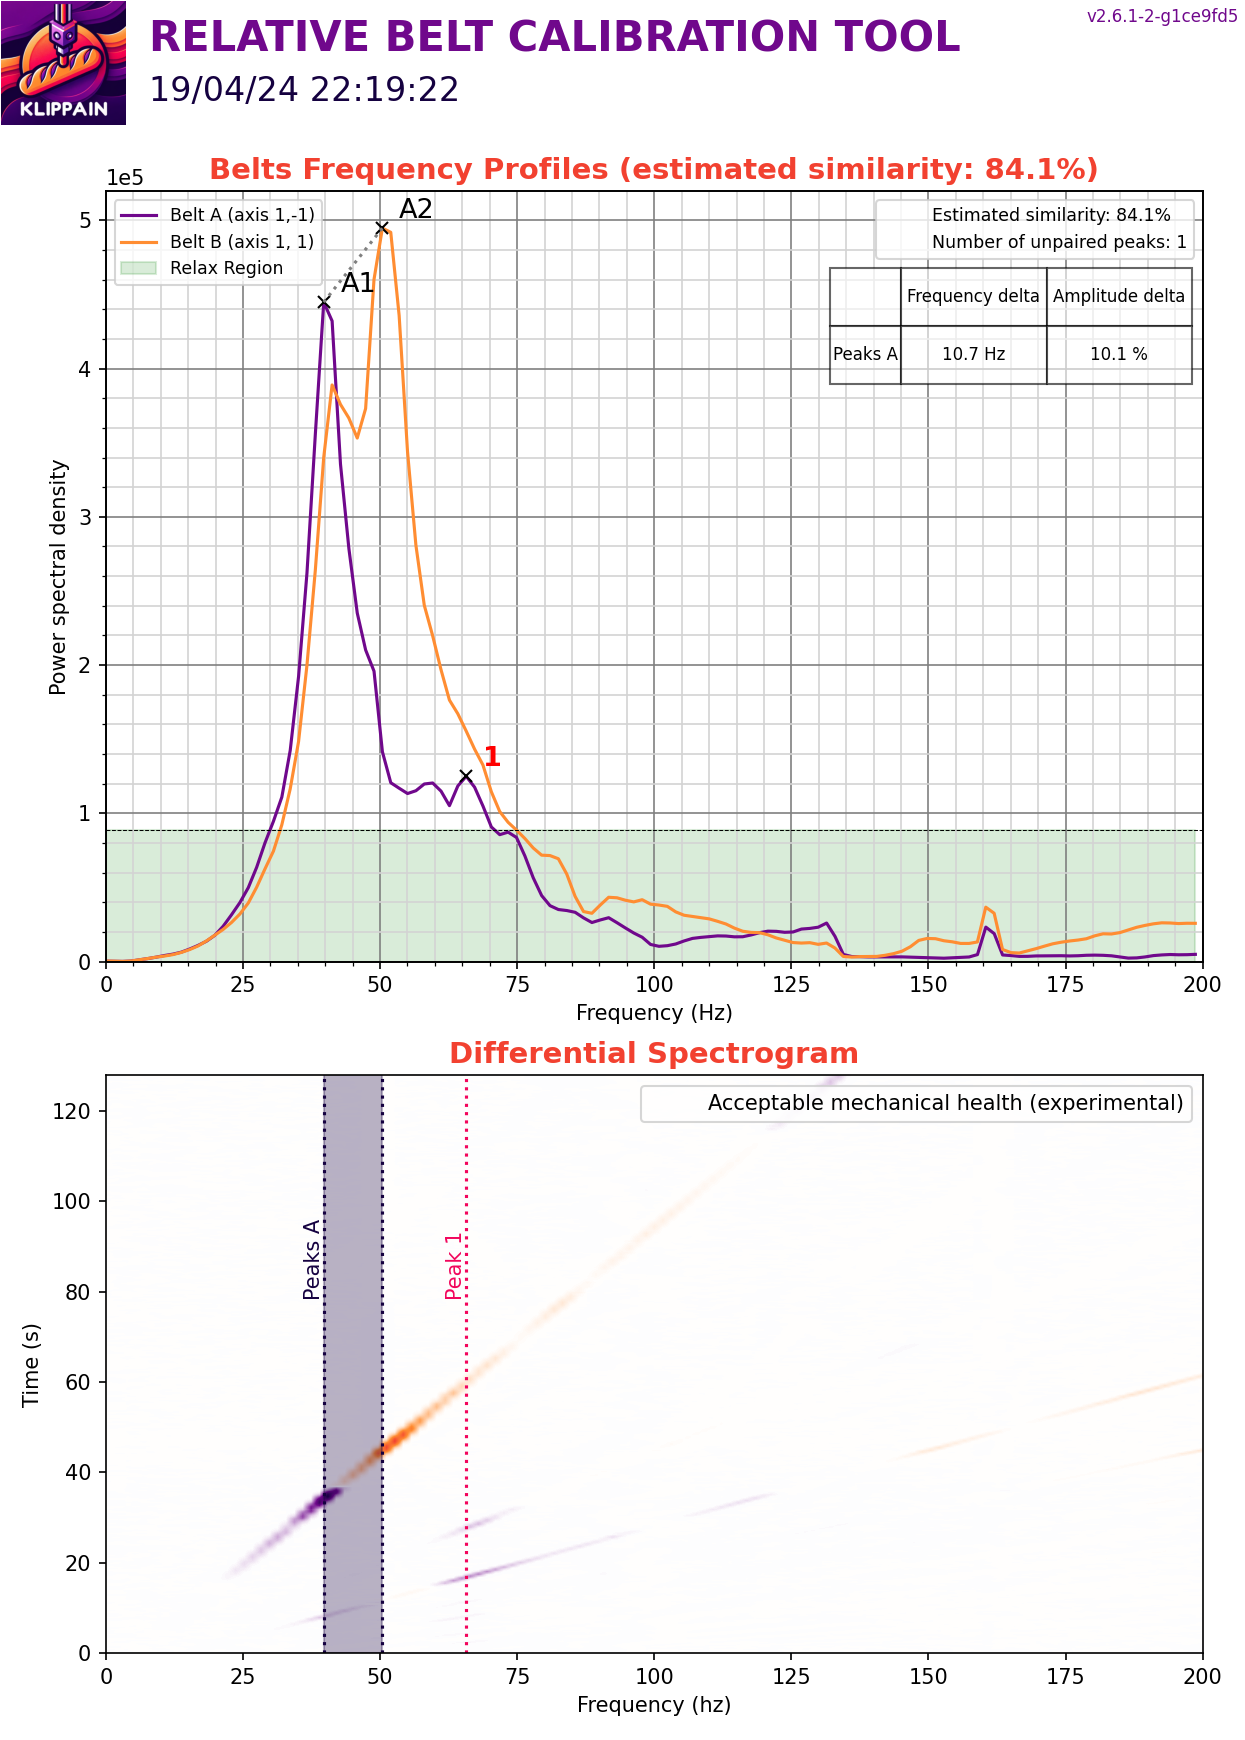 KLIPPAIN
RELATIVE BELT CALIBRATION TOOL
v2.6.1-2-g1ce9fd5
19/04/24 22:19:22
Belts Frequency Profiles (estimated similarity: 84.1%)
1e5
Belt A (axis 1,-1)
Belt B (axis 1, 1)
Relax Region
Estimated similarity: 84.1%
Number of unpaired peaks: 1
Frequency delta Amplitude delta
Peaks A 10.7 Hz 10.1 %
A2
A1
1
5
4
3
2
1
0
Power spectral density
0 25 50 75 100 125 150 175 200
Frequency (Hz)
Differential Spectrogram
Acceptable mechanical health (experimental)
Peaks A
Peak 1
120
100
80
60
40
20
0
Time (s)
0 25 50 75 100 125 150 175 200
Frequency (hz)